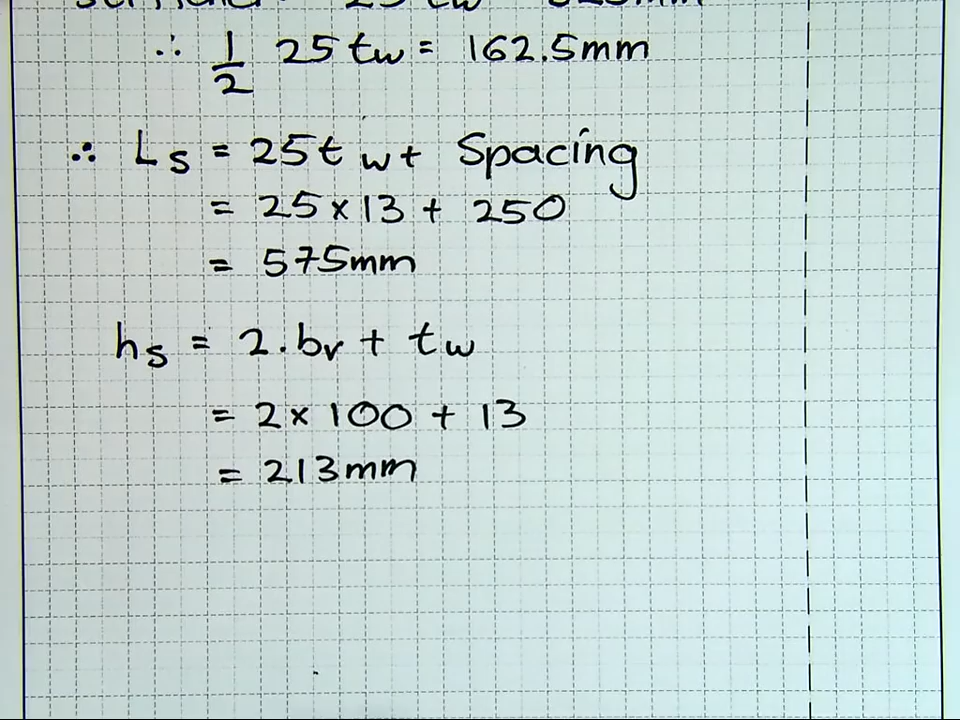 ∴ 1/2 25 tw = 162.5mm
∴ Ls = 25tw + Spacing
= 25 × 13 + 250
= 575mm
hs = 2.br + tw
= 2 × 100 + 13
= 213mm